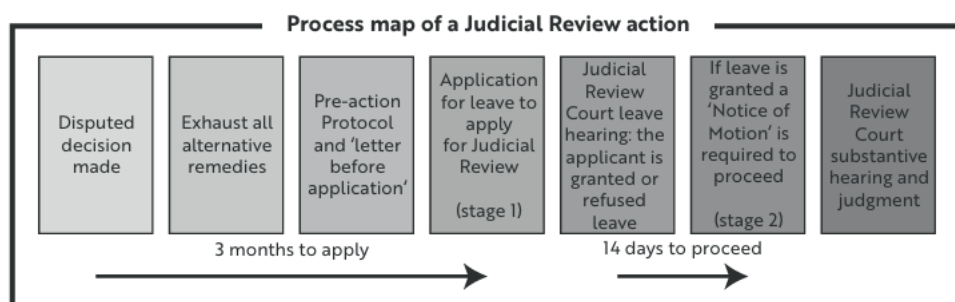 Process map of a Judicial Review action
Disputed
decision
made
Exhaust all
alternative
remedies
Pre-action
Protocol
and ‘letter
before
application’
Application
for leave to
apply
for Judicial
Review
(stage 1)
Judicial
Review
Court leave
hearing: the
applicant is
granted or
refused
leave
If leave is
granted a
‘Notice of
Motion’ is
required to
proceed
(stage 2)
Judicial
Review
Court
substantive
hearing and
judgment
3 months to apply
14 days to proceed